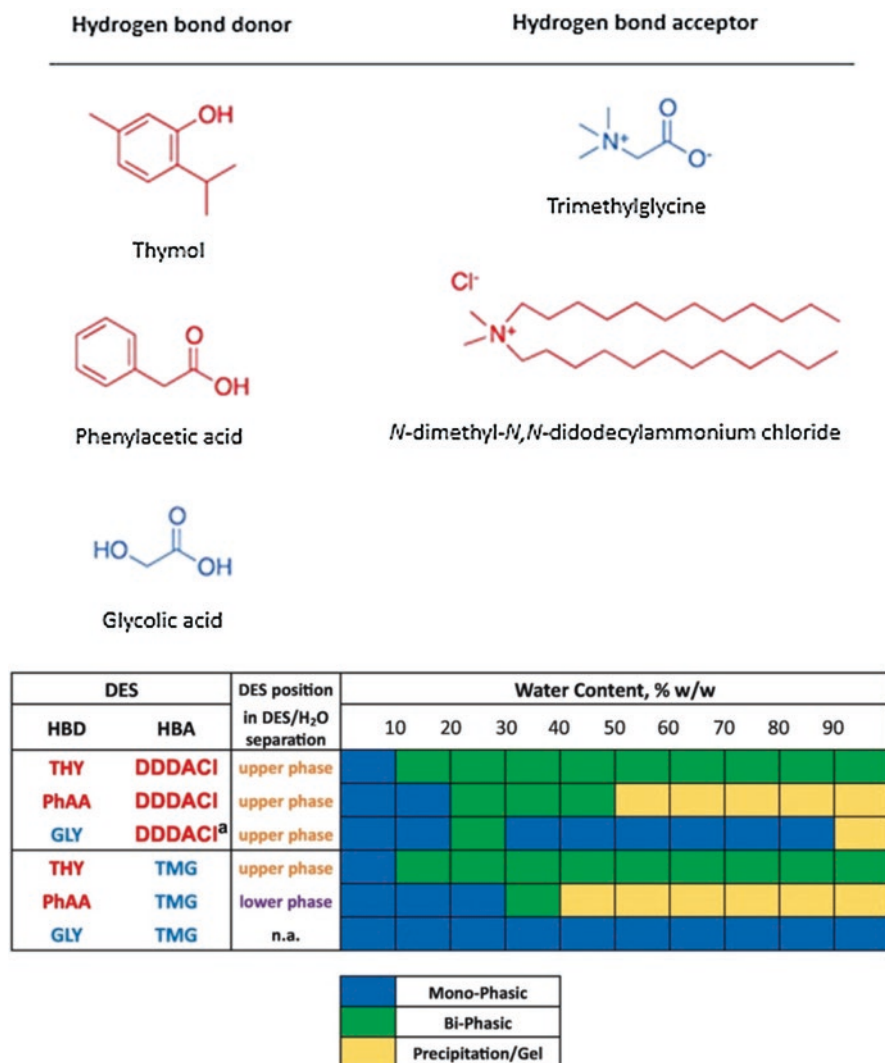 Hydrogen bond donor
Hydrogen bond acceptor
OH
Thymol
N+
O
O-
Trimethylglycine
O
OH
Phenylacetic acid
Cl-
N+
N-dimethyl-N,N-didodecylammonium chloride
HO
O
OH
Glycolic acid
DES
DES position in DES/H₂O separation
Water Content, % w/w
HBD HBA
10 20 30 40 50 60 70 80 90
THY DDDACl upper phase
PhAA DDDACl upper phase
GLY DDDAClᵃ upper phase
THY TMG upper phase
PhAA TMG lower phase
GLY TMG n.a.
Mono-Phasic
Bi-Phasic
Precipitation/Gel